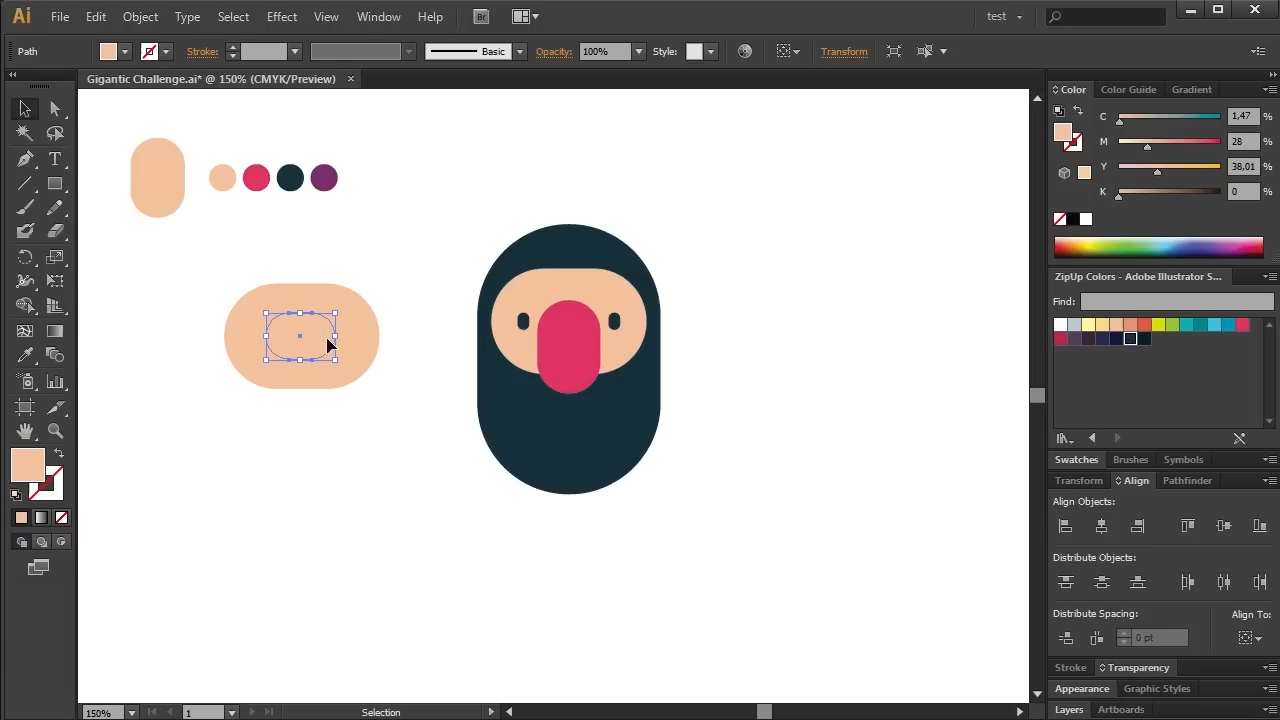 Ai File Edit Object Type Select Effect View Window Help Br test
Path Stroke: Basic Opacity: 100% Style: Transform
Gigantic Challenge.ai* @ 150% (CMYK/Preview) ×
Color Color Guide Gradient
C 1,47 %
M 28 %
Y 38,01 %
K 0 %
ZipUp Colors - Adobe Illustrator S...
Find:
Swatches Brushes Symbols
Transform Align Pathfinder
Align Objects:
Distribute Objects:
Distribute Spacing: Align To:
0 pt
Stroke Transparency
Appearance Graphic Styles
Layers Artboards
150% 1 Selection